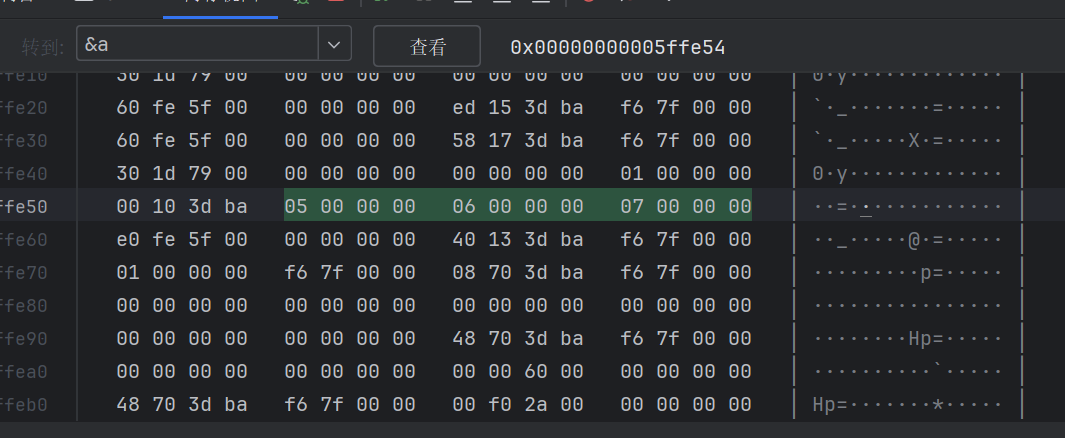 转到: &a 查看 0x00000000005ffe54
ffe10 30 1d 79 00 00 00 00 00 00 00 00 00 00 00 00 00 0·y·············
ffe20 60 fe 5f 00 00 00 00 00 ed 15 3d ba f6 7f 00 00 `·_·······=·····
ffe30 60 fe 5f 00 00 00 00 00 58 17 3d ba f6 7f 00 00 `·_·····X·=·····
ffe40 30 1d 79 00 00 00 00 00 00 00 00 00 01 00 00 00 0·y·············
ffe50 00 10 3d ba 05 00 00 00 06 00 00 00 07 00 00 00 ··=·············
ffe60 e0 fe 5f 00 00 00 00 00 40 13 3d ba f6 7f 00 00 ··_·····@·=·····
ffe70 01 00 00 00 f6 7f 00 00 08 70 3d ba f6 7f 00 00 ·········p=·····
ffe80 00 00 00 00 00 00 00 00 00 00 00 00 00 00 00 00 ················
ffe90 00 00 00 00 00 00 00 00 48 70 3d ba f6 7f 00 00 ········Hp=·····
ffea0 00 00 00 00 00 00 00 00 00 00 60 00 00 00 00 00 ··········`·····
ffeb0 48 70 3d ba f6 7f 00 00 00 f0 2a 00 00 00 00 00 Hp=·······*·····